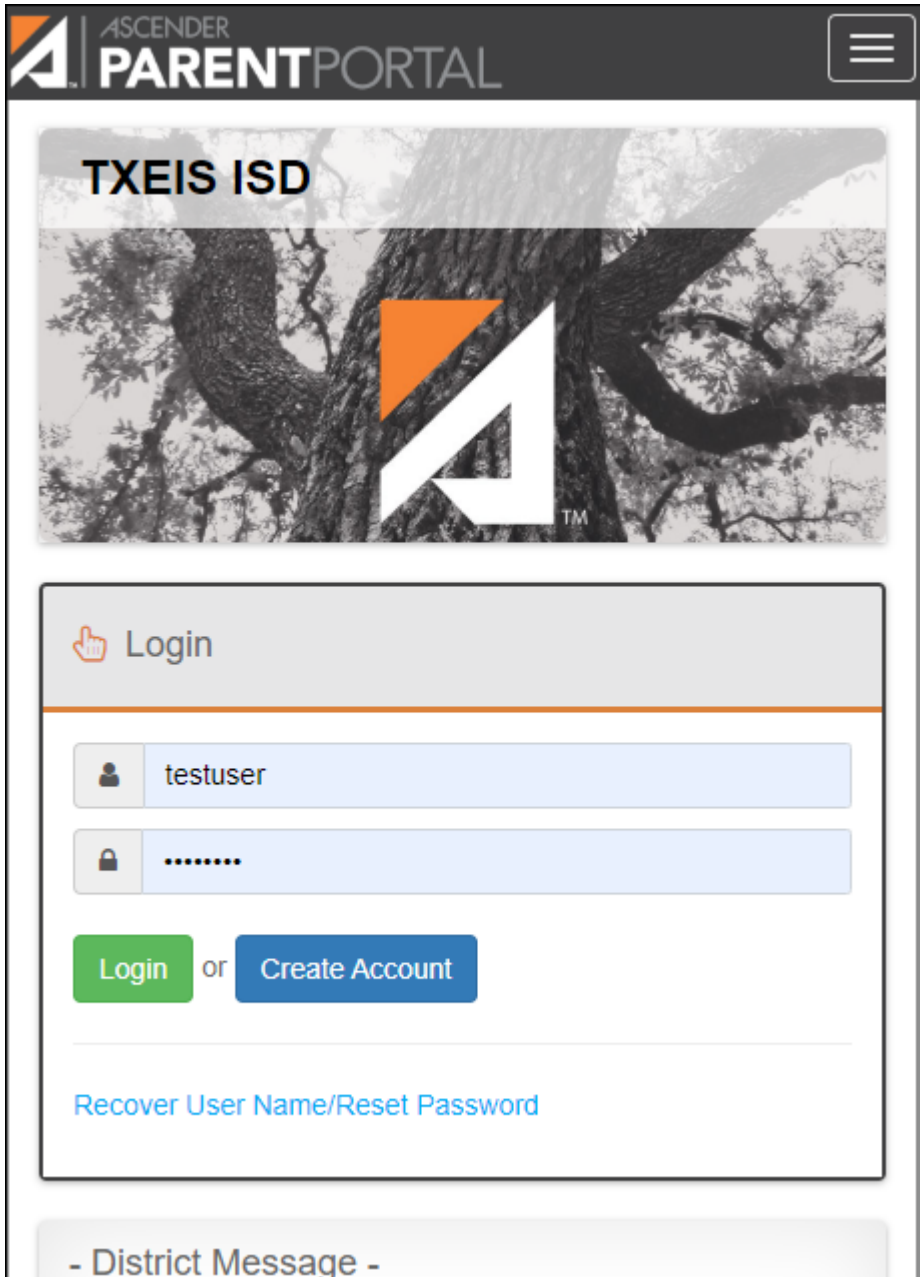 ASCENDER
PARENTPORTAL
TXEIS ISD
TM
Login
testuser
••••••••
Login or Create Account
Recover User Name/Reset Password
- District Message -